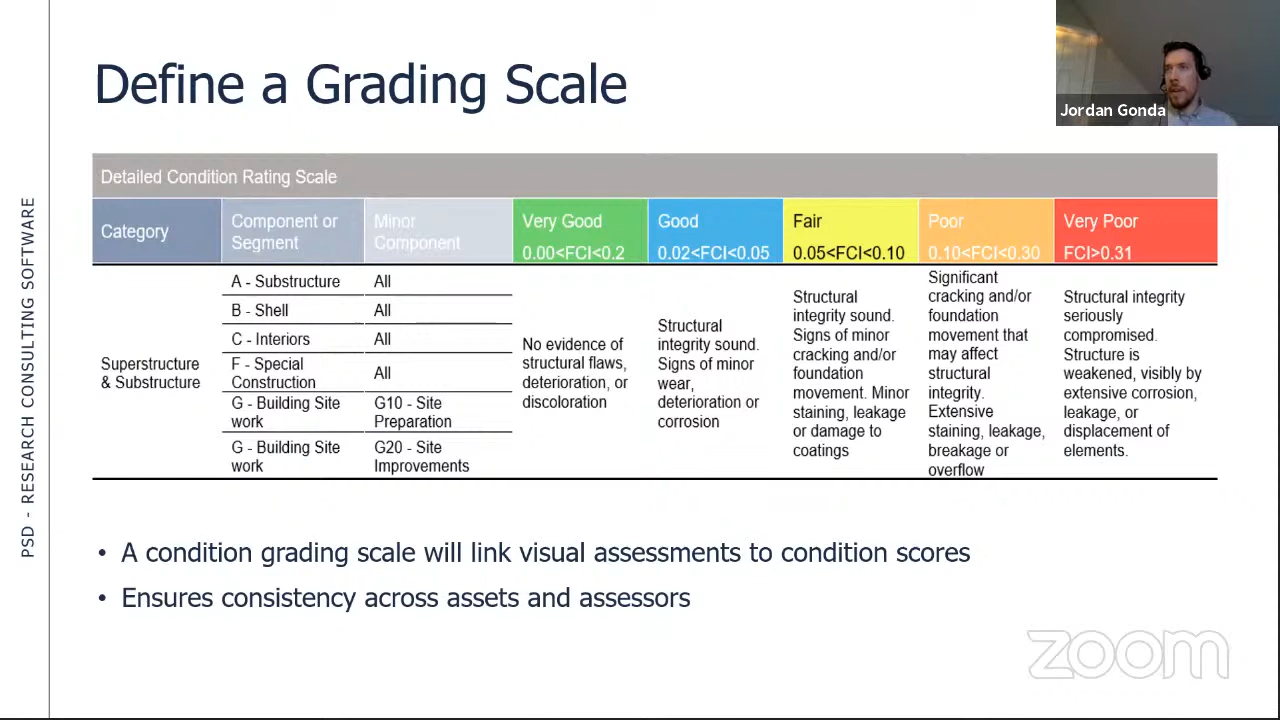 Define a Grading Scale
Jordan Gonda
PSD - RESEARCH CONSULTING SOFTWARE
Detailed Condition Rating Scale
Category
Component or
Segment
Minor
Component
Very Good
0.00<FCI<0.2
Good
0.02<FCI<0.05
Fair
0.05<FCI<0.10
Poor
0.10<FCI<0.30
Very Poor
FCI>0.31
Superstructure
& Substructure
A - Substructure
All
B - Shell
All
C - Interiors
All
F - Special
Construction
All
G - Building Site
work
G10 - Site
Preparation
G - Building Site
work
G20 - Site
Improvements
No evidence of
structural flaws,
deterioration, or
discoloration
Structural
integrity sound.
Signs of minor
wear,
deterioration or
corrosion
Structural
integrity sound.
Signs of minor
cracking and/or
foundation
movement. Minor
staining, leakage
or damage to
coatings
Significant
cracking and/or
foundation
movement that
may affect
structural
integrity.
Extensive
staining, leakage,
breakage or
overflow
Structural integrity
seriously
compromised.
Structure is
weakened, visibly by
extensive corrosion,
leakage, or
displacement of
elements.
• A condition grading scale will link visual assessments to condition scores
• Ensures consistency across assets and assessors
zoom